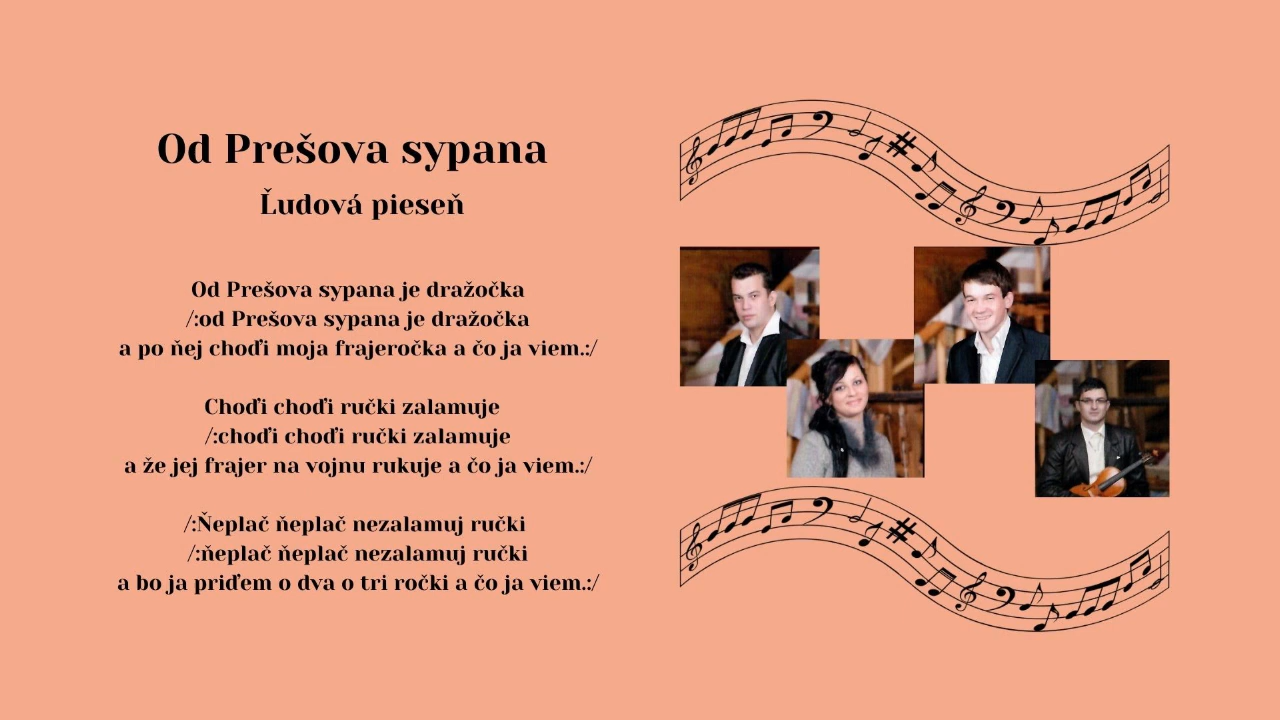 Od Prešova sypana
Ľudová pieseň
Od Prešova sypana je dražočka
/:od Prešova sypana je dražočka
a po ňej choďi moja frajeročka a čo ja viem.:/
Choďi choďi ručki zalamuje
/:choďi choďi ručki zalamuje
a že jej frajer na vojnu rukuje a čo ja viem.:/
/:Ňeplač ňeplač nezalamuj ručki
/:ňeplač ňeplač nezalamuj ručki
a bo ja priďem o dva o tri ročki a čo ja viem.:/